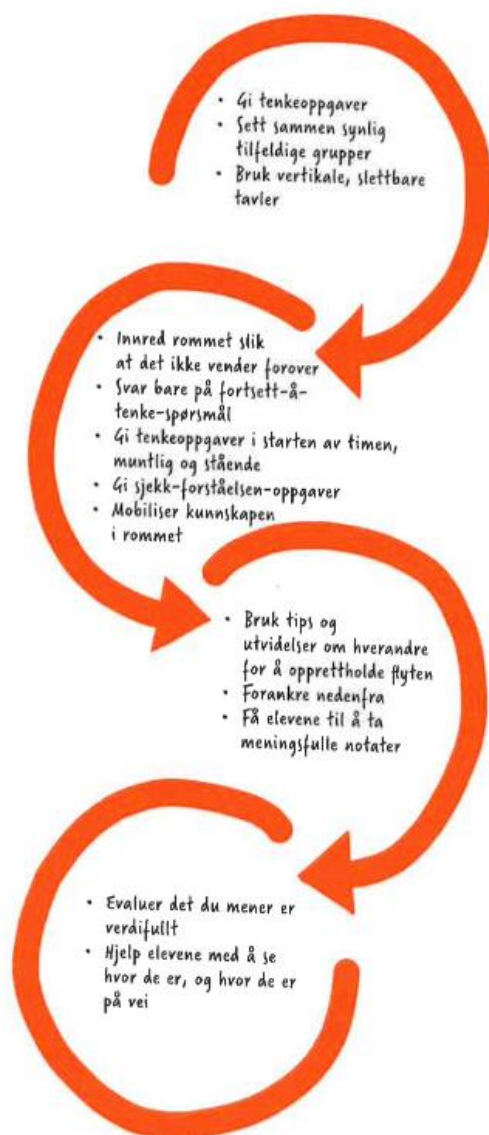 • Gi tenkeoppgaver
• Sett sammen synlig
tilfeldige grupper
• Bruk vertikale, slettbare
tavler
• Innred rommet slik
at det ikke vender forover
• Svar bare på fortsett-å-
tenke-spørsmål
• Gi tenkeoppgaver i starten av timen,
muntlig og stående
• Gi sjekk-forståelsen-oppgaver
• Mobiliser kunnskapen
i rommet
• Bruk tips og
utvidelser om hverandre
for å opprettholde flyten
• Forankre nedenfra
• Få elevene til å ta
meningsfulle notater
• Evaluer det du mener er
verdifullt
• Hjelp elevene med å se
hvor de er, og hvor de er
på vei